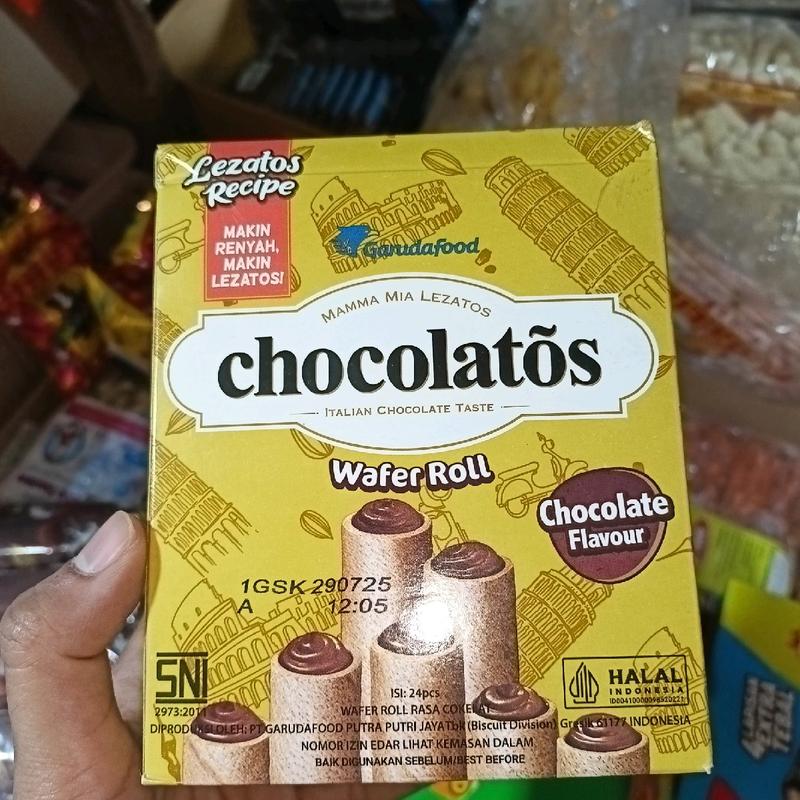 Lezatos
Recipe
MAKIN
RENYAH,
MAKIN
LEZATOS!
Garudafood
MAMMA MIA LEZATOS
chocolatõs
ITALIAN CHOCOLATE TASTE
Wafer Roll
Chocolate
Flavour
1GSK 290725
A 12:05
SNI
2973:2011
HALAL
INDONESIA
ISI: 24pcs
WAFER ROLL RASA COKELAT
DIPRODUKSI OLEH: PT.GARUDAFOOD PUTRA PUTRI JAYA Tbk (Biscuit Division) Gresik 61177 INDONESIA
NOMOR IZIN EDAR LIHAT KEMASAN DALAM
BAIK DIGUNAKAN SEBELUM/BEST BEFORE